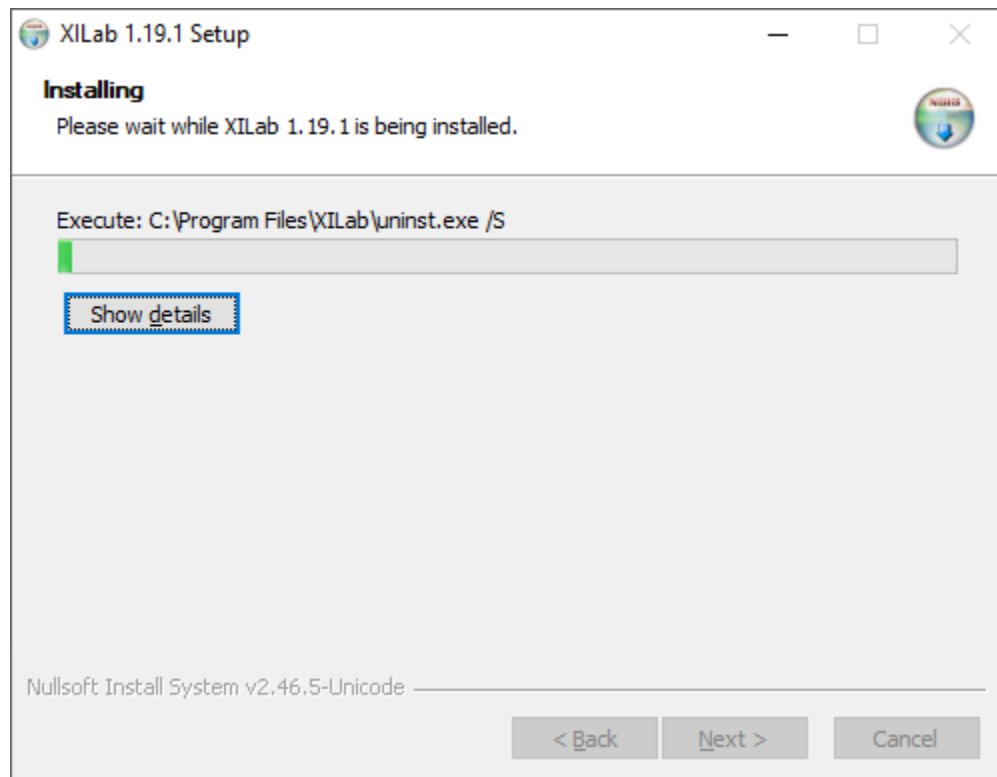 XILab 1.19.1 Setup
Installing
Please wait while XILab 1.19.1 is being installed.
Execute: C:\Program Files\XILab\uninst.exe /S
Show details
Nullsoft Install System v2.46.5-Unicode
< Back Next > Cancel